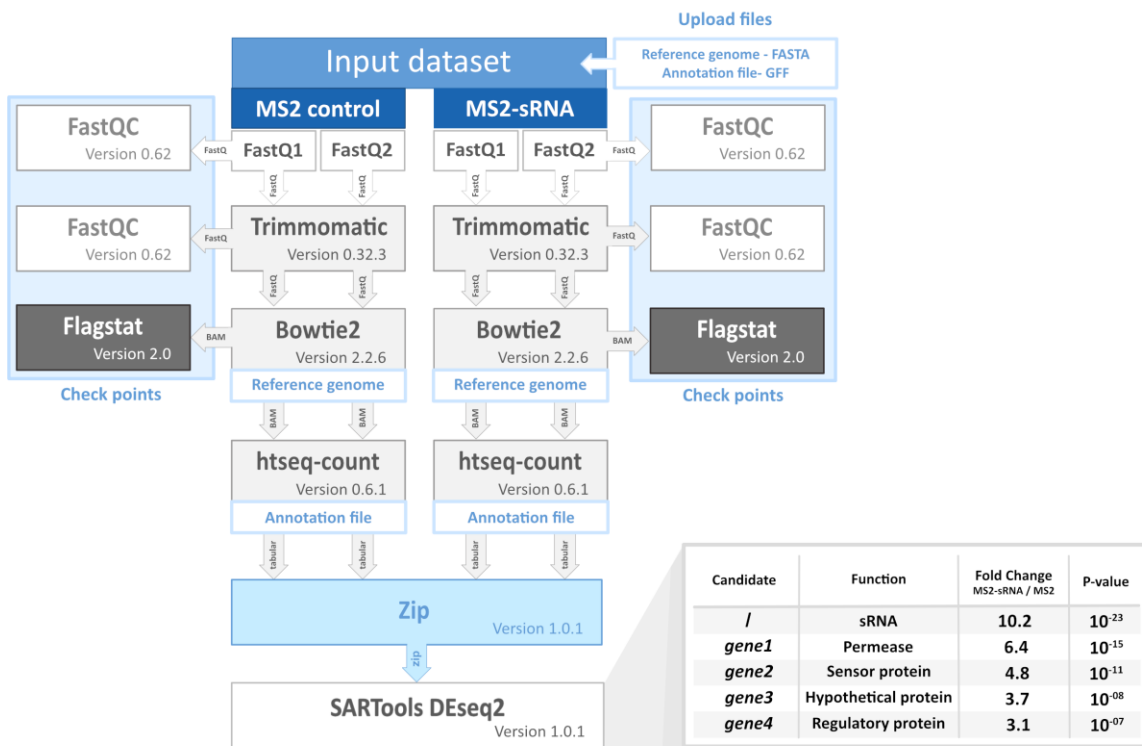 Upload files
Input dataset
Reference genome - FASTA
Annotation file- GFF
MS2 control
MS2-sRNA
FastQC
Version 0.62
FastQ
FastQ1
FastQ2
FastQ1
FastQ2
FastQ
FastQC
Version 0.62
FastQ
FastQ
FastQ
FastQ
FastQC
Version 0.62
FastQ
Trimmomatic
Version 0.32.3
Trimmomatic
Version 0.32.3
FastQ
FastQC
Version 0.62
FastQ
FastQ
FastQ
FastQ
Flagstat
Version 2.0
BAM
Bowtie2
Version 2.2.6
Reference genome
Bowtie2
Version 2.2.6
Reference genome
BAM
Flagstat
Version 2.0
Check points
Check points
BAM
BAM
BAM
BAM
htseq-count
Version 0.6.1
Annotation file
htseq-count
Version 0.6.1
Annotation file
tabular
tabular
tabular
tabular
Zip
Version 1.0.1
zip
SARTools DEseq2
Version 1.0.1
Candidate Function Fold Change MS2-sRNA / MS2 P-value
/ sRNA 10.2 10⁻²³
gene1 Permease 6.4 10⁻¹⁵
gene2 Sensor protein 4.8 10⁻¹¹
gene3 Hypothetical protein 3.7 10⁻⁰⁸
gene4 Regulatory protein 3.1 10⁻⁰⁷